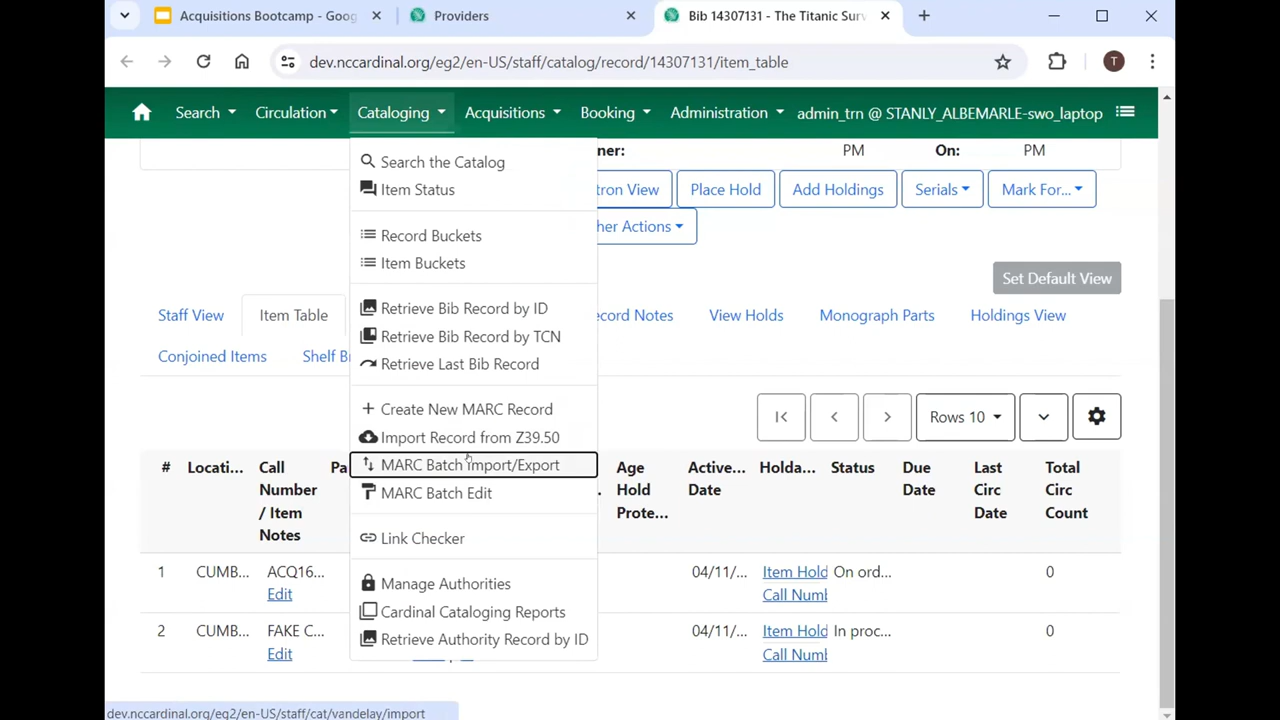 Acquisitions Bootcamp - Goog
Providers
Bib 14307131 - The Titanic Surv
dev.nccardinal.org/eg2/en-US/staff/catalog/record/14307131/item_table
T
Search
Circulation
Cataloging
Acquisitions
Booking
Administration
admin_trn @ STANLY_ALBEMARLE-swo_laptop
ner:
PM
On:
PM
Search the Catalog
Item Status
Record Buckets
Item Buckets
Retrieve Bib Record by ID
Retrieve Bib Record by TCN
Retrieve Last Bib Record
Create New MARC Record
Import Record from Z39.50
MARC Batch Import/Export
MARC Batch Edit
Link Checker
Manage Authorities
Cardinal Cataloging Reports
Retrieve Authority Record by ID
tron View
Place Hold
Add Holdings
Serials
Mark For...
her Actions
Set Default View
Staff View
Item Table
ecord Notes
View Holds
Monograph Parts
Holdings View
Conjoined Items
Shelf Br
Rows 10
#
Locati...
Call
Number
/ Item
Notes
Pa
Age
Hold
Prote...
Active...
Date
Holda...
Status
Due
Date
Last
Circ
Date
Total
Circ
Count
1
CUMB...
ACQ16...
Edit
04/11/...
Item Hold
Call Numb
On ord...
0
2
CUMB...
FAKE C...
Edit
04/11/...
Item Hold
Call Numb
In proc...
0
dev.nccardinal.org/eg2/en-US/staff/cat/vandelay/import